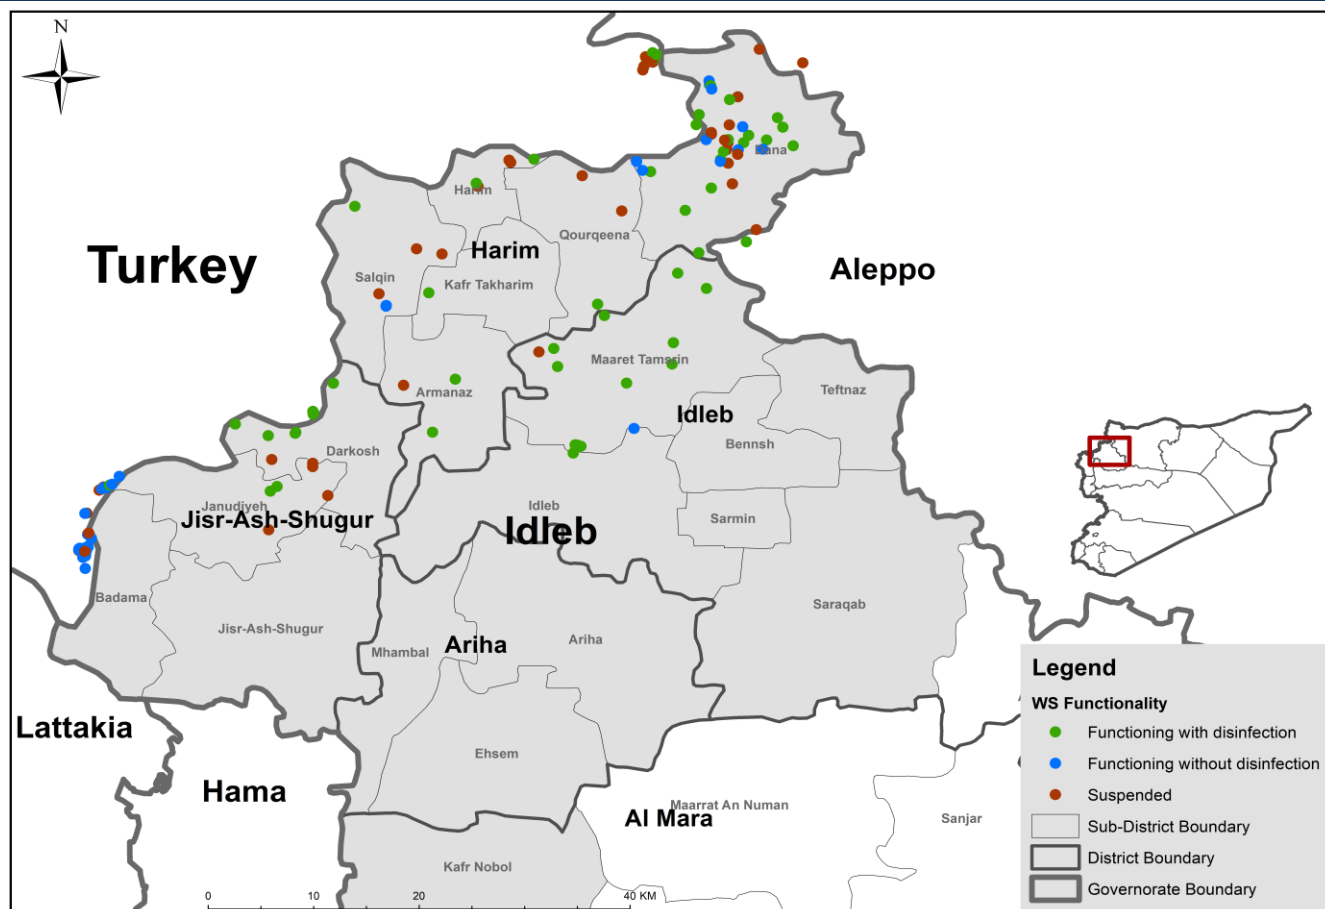 N
Dana
Harim
Turkey
Qourqeena
Harim
Aleppo
Salqin
Kafr Takharim
Maaret Tamsrin
Teftnaz
Armanaz
Idleb
Bennsh
Darkosh
Janudiyeh
Idleb
Jisr-Ash-Shugur
Sarmin
Idleb
Badama
Saraqab
Jisr-Ash-Shugur
Ariha
Ariha
Mhambal
Lattakia
Ehsem
Hama
Maarrat An Numan
Al Mara
Sanjar
Kafr Nobol
0 10 20 40 KM
Legend
WS Functionality
Functioning with disinfection
Functioning without disinfection
Suspended
Sub-District Boundary
District Boundary
Governorate Boundary